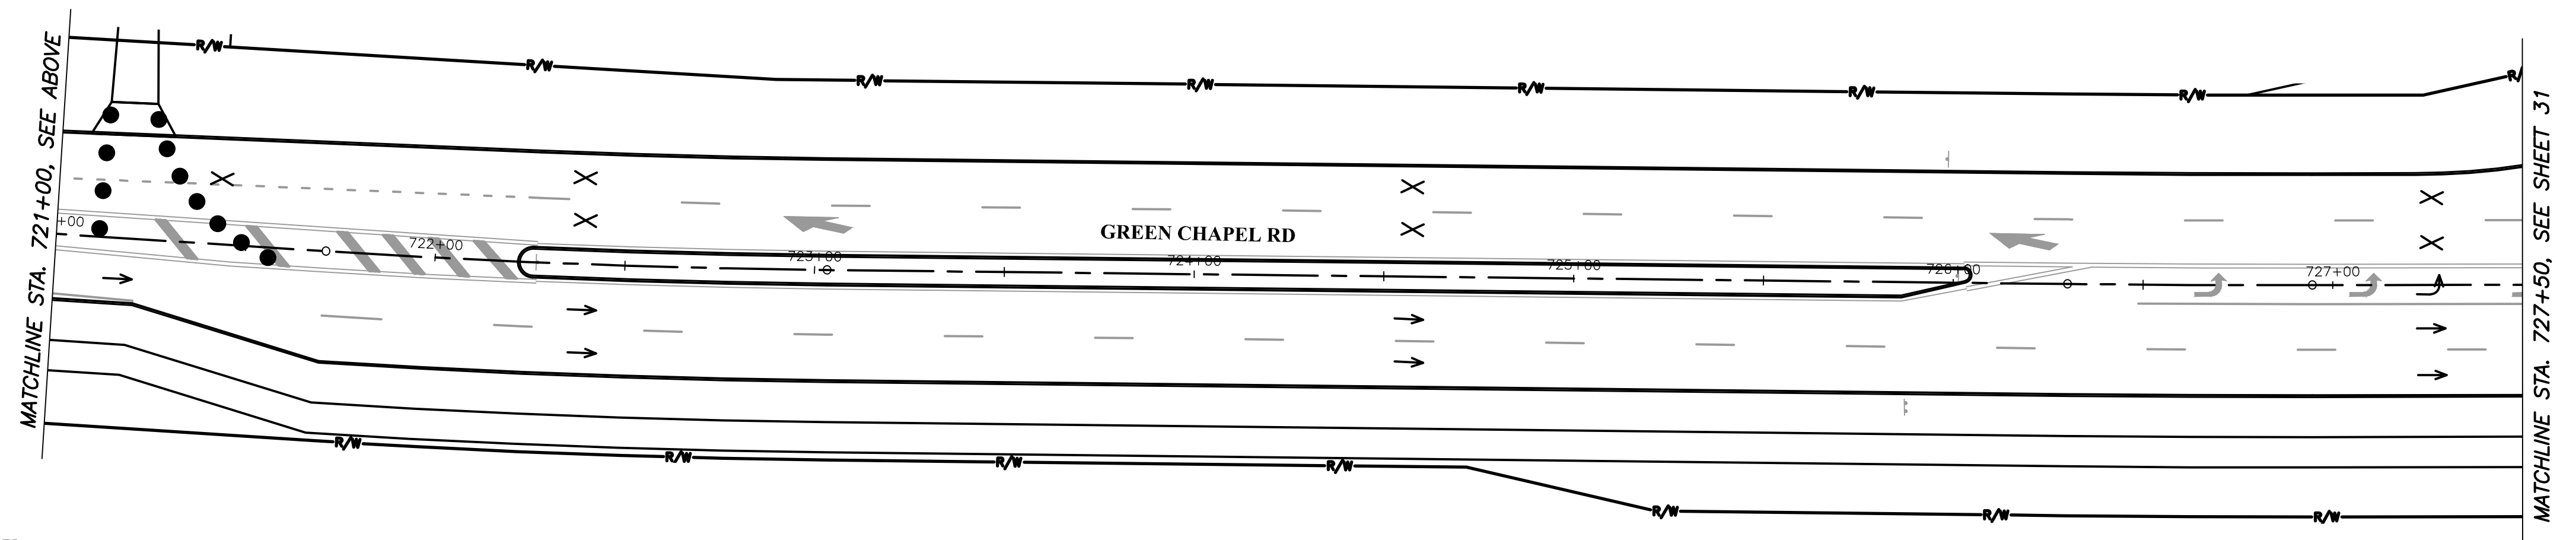 MATCHLINE STA. 721+00, SEE ABOVE
R/W
R/W
R/W
R/W
R/W
R/W
R/W
R/
+00
722+00
723+00
724+00
725+00
726+00
727+00
GREEN CHAPEL RD
R/W
R/W
R/W
R/W
R/W
R/W
R/W
MATCHLINE STA. 727+50, SEE SHEET 31